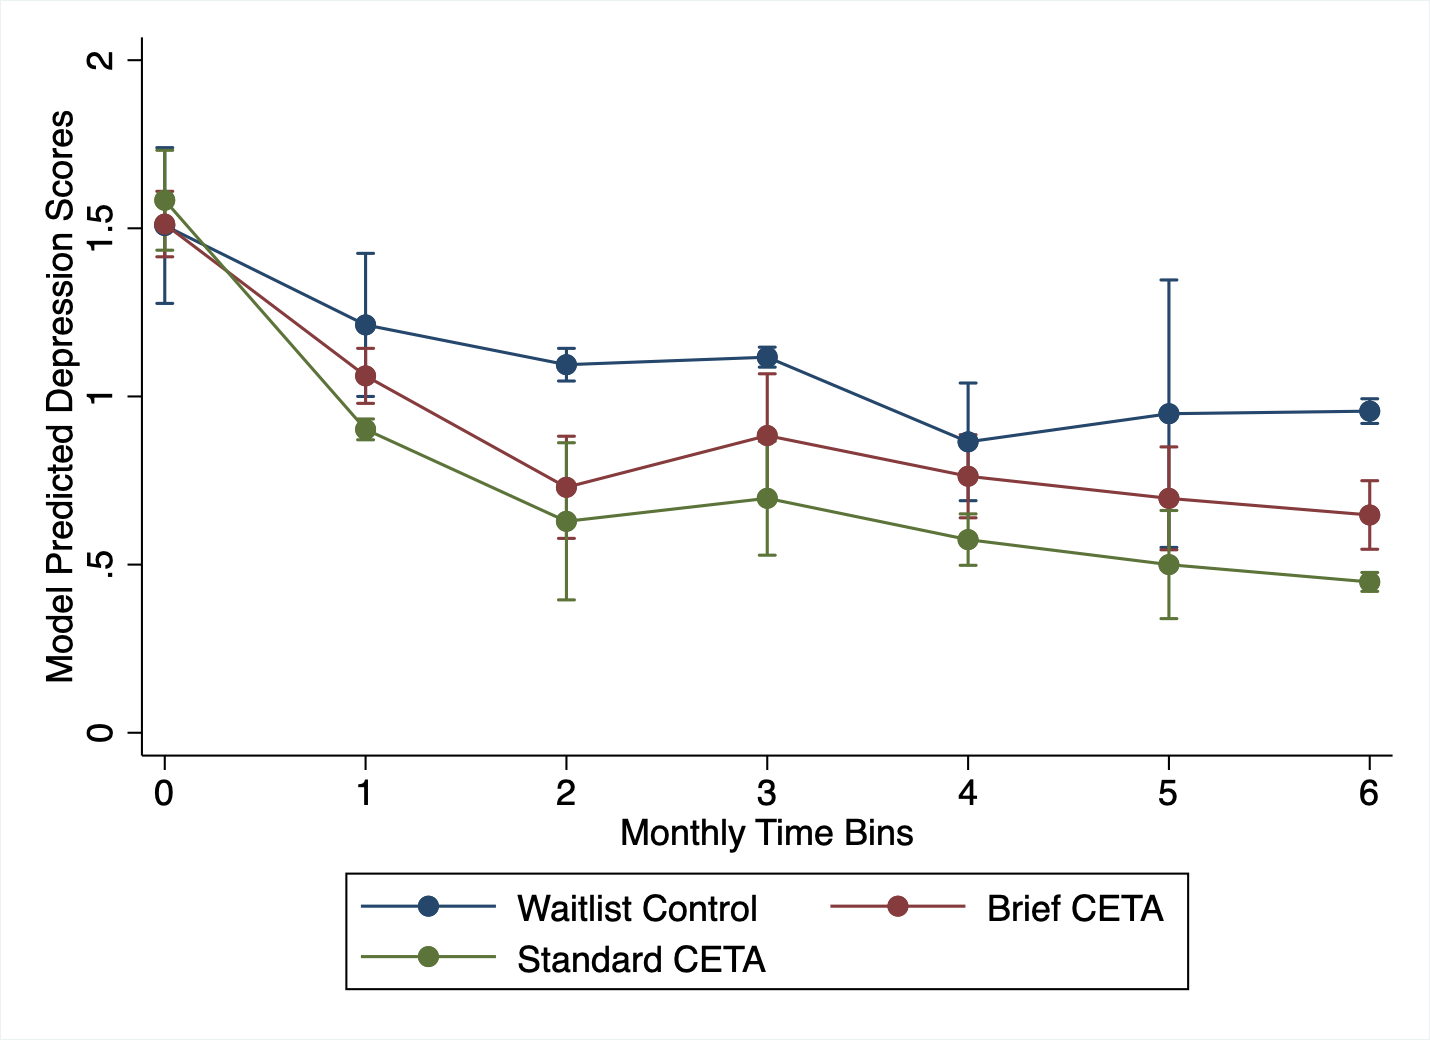 Model Predicted Depression Scores
2
1.5
1
.5
0
0 1 2 3 4 5 6
Monthly Time Bins
Waitlist Control Brief CETA
Standard CETA